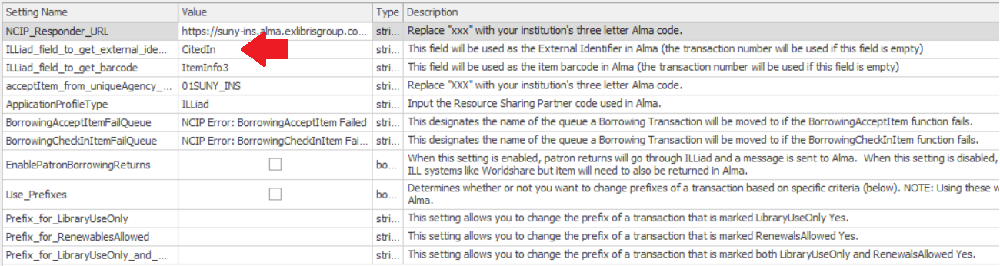 Setting Name Value Type Description
NCIP_Responder_URL https://suny-ins.alma.exlibrisgroup.co... stri... Replace "xxx" with your institution's three letter Alma code.
ILLiad_field_to_get_external_ide... CitedIn stri... This field will be used as the External Identifier in Alma (the transaction number will be used if this field is empty)
ILLiad_field_to_get_barcode ItemInfo3 stri... This field will be used as the item barcode in Alma (the transaction number will be used if this field is empty)
acceptItem_from_uniqueAgency_... 01SUNY_INS stri... Replace "XXX" with your institution's three letter Alma code.
ApplicationProfileType ILLiad stri... Input the Resource Sharing Partner code used in Alma.
BorrowingAcceptItemFailQueue NCIP Error: BorrowingAcceptItem Failed stri... This designates the name of the queue a Borrowing Transaction will be moved to if the BorrowingAcceptItem function fails.
BorrowingCheckInItemFailQueue NCIP Error: BorrowingCheckInItem Fai... stri... This designates the name of the queue a Borrowing Transaction will be moved to if the BorrowingCheckInItem function fails.
EnablePatronBorrowingReturns bo... When this setting is enabled, patron returns will go through ILLiad and a message is sent to Alma. When this setting is disabled,
ILL systems like Worldshare but item will need to also be returned in Alma.
Use_Prefixes bo... Determines whether or not you want to change prefixes of a transaction based on specific criteria (below). NOTE: Using these w
Alma.
Prefix_for_LibraryUseOnly stri... This setting allows you to change the prefix of a transaction that is marked LibraryUseOnly Yes.
Prefix_for_RenewablesAllowed stri... This setting allows you to change the prefix of a transaction that is marked RenewalsAllowed Yes.
Prefix_for_LibraryUseOnly_and_... stri... This setting allows you to change the prefix of a transaction that is marked both LibraryUseOnly and RenewalsAllowed Yes.